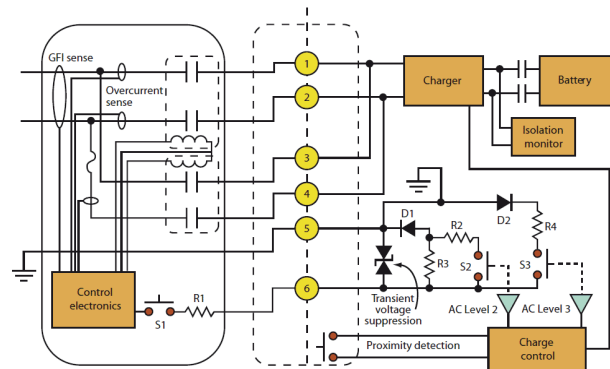 GFI sense
Overcurrent
sense
1
2
3
4
5
6
Charger
Battery
Isolation
monitor
D1
D2
R2
R3
R4
S2
S3
Transient
voltage
suppression
AC Level 2
AC Level 3
Control
electronics
S1
R1
Proximity detection
Charge
control